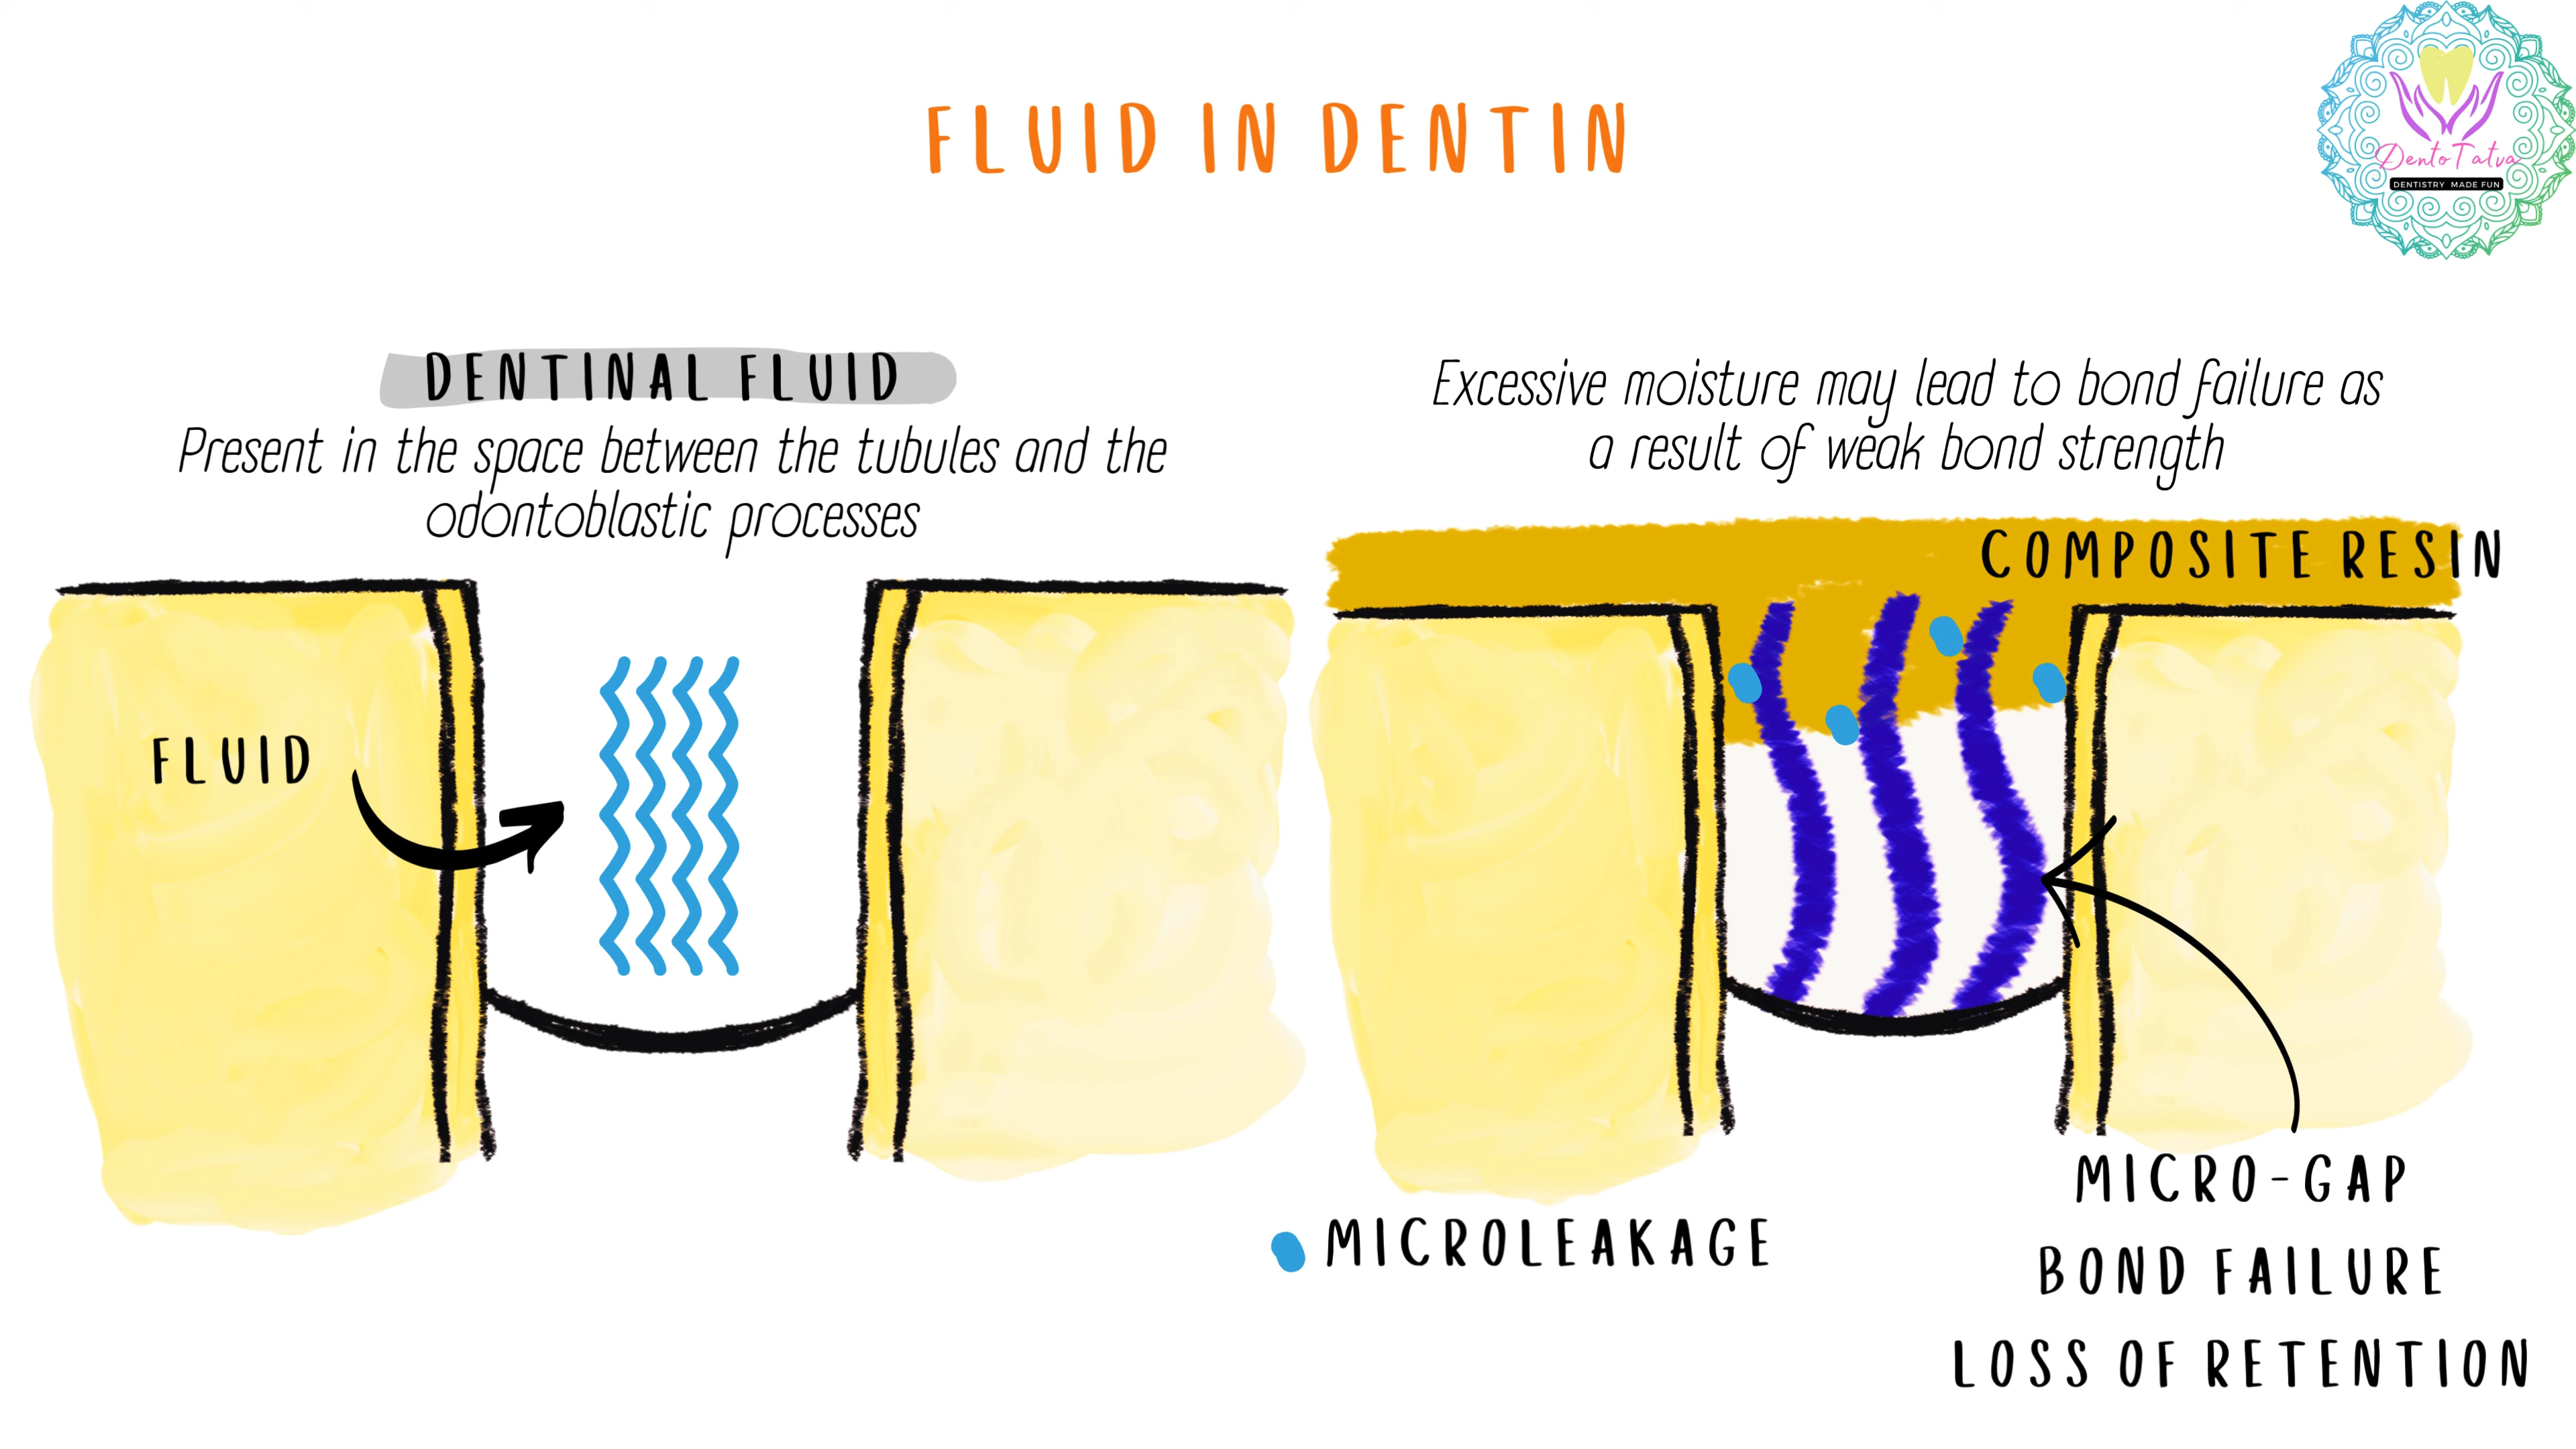 FLUID IN DENTIN
DentoTatva
DENTISTRY MADE FUN
DENTINAL FLUID
Present in the space between the tubules and the
odontoblastic processes
FLUID
Excessive moisture may lead to bond failure as
a result of weak bond strength
COMPOSITE RESIN
MICROLEAKAGE
MICRO-GAP
BOND FAILURE
LOSS OF RETENTION